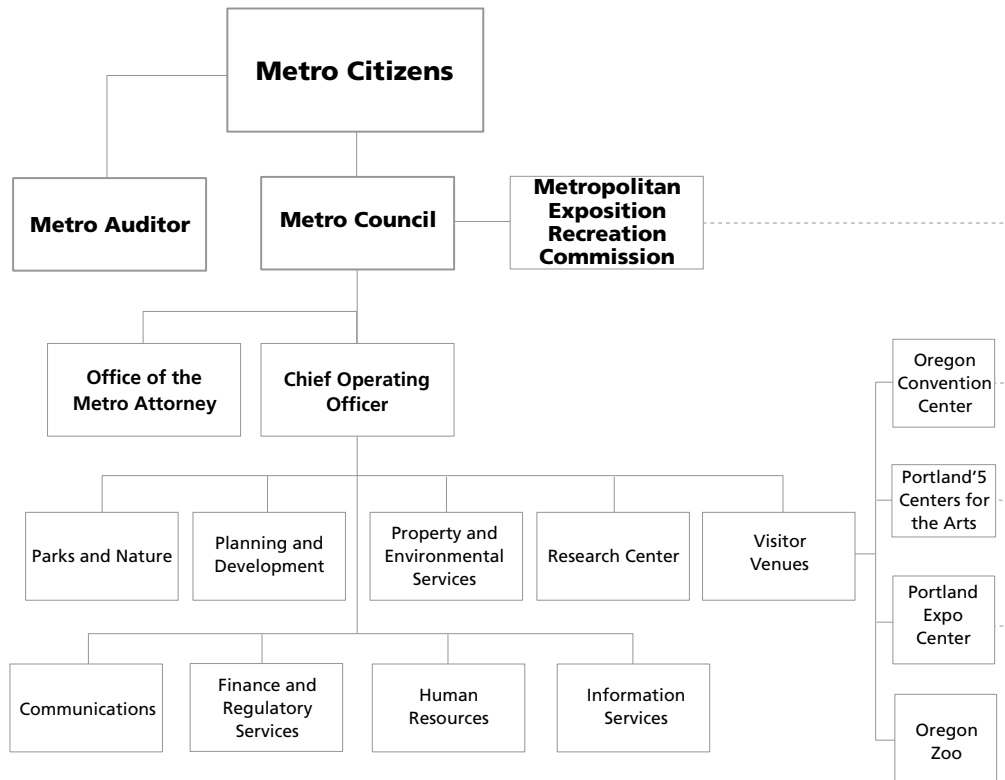 Metro Citizens
Metro Auditor
Metro Council
Metropolitan
Exposition
Recreation
Commission
Office of the
Metro Attorney
Chief Operating
Officer
Oregon
Convention
Center
Portland'5
Centers for
the Arts
Portland
Expo
Center
Oregon
Zoo
Parks and Nature
Planning and
Development
Property and
Environmental
Services
Research Center
Visitor
Venues
Communications
Finance and
Regulatory
Services
Human
Resources
Information
Services